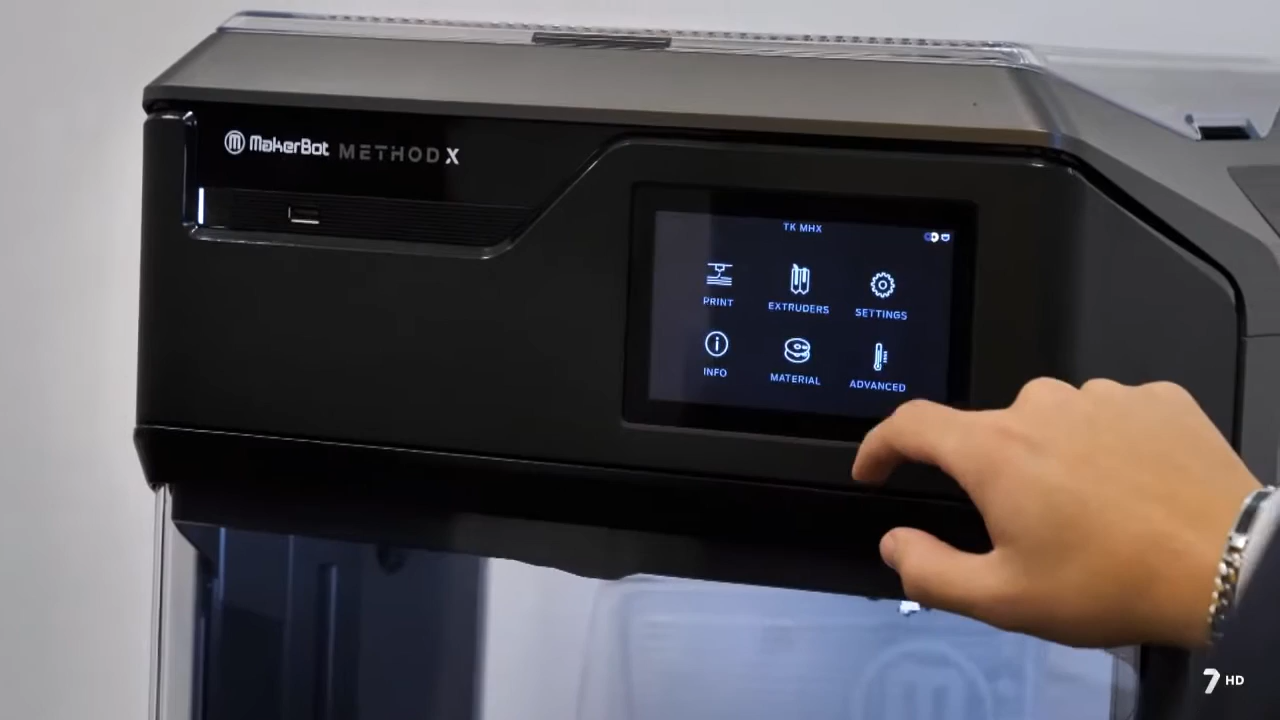 MakerBot METHOD X
TK MHX
PRINT EXTRUDERS SETTINGS
INFO MATERIAL ADVANCED
7 HD